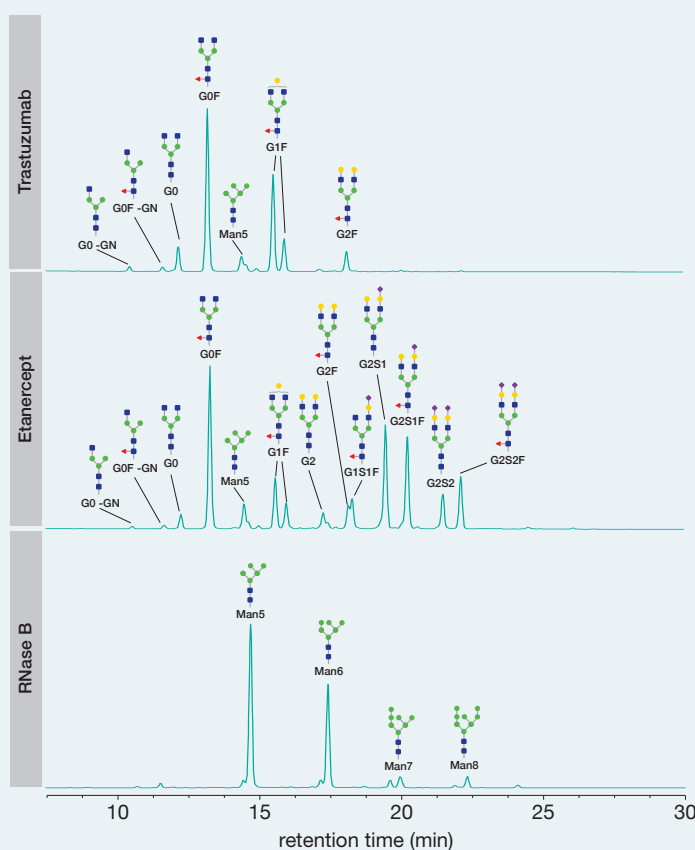 Trastuzumab
G0 -GN
G0F -GN
G0
G0F
Man5
G1F
G2F
Etanercept
G0 -GN
G0F -GN
G0
G0F
Man5
G1F
G2
G2F
G1S1F
G2S1
G2S1F
G2S2
G2S2F
RNase B
Man5
Man6
Man7
Man8
10 15 20 25 30
retention time (min)